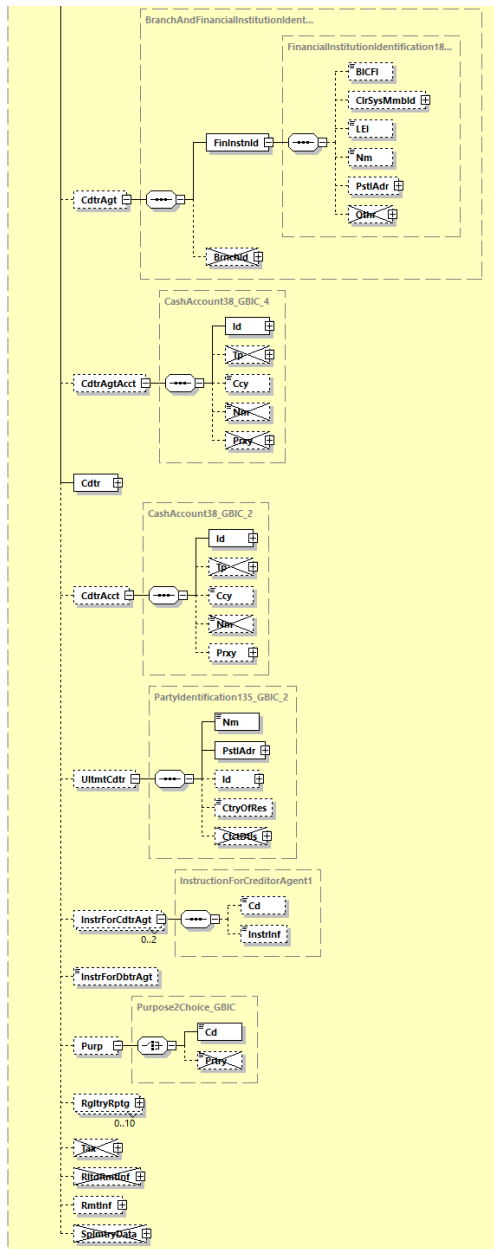 BranchAndFinancialInstitutionIdent...
FinancialInstitutionIdentification18...
BICFI
ClrSysMmbId
FinInstnId
LEI
Nm
PstlAdr
CdtrAgt
Othr
BrnchId
CashAccount38_GBIC_4
Id
Tp
CdtrAgtAcct
Ccy
Nm
Prxy
Cdtr
CashAccount38_GBIC_2
Id
Tp
CdtrAcct
Ccy
Nm
Prxy
PartyIdentification135_GBIC_2
Nm
PstlAdr
UltmtCdtr
Id
CtryOfRes
CtctDtls
InstructionForCreditorAgent1
Cd
InstrForCdtrAgt
InstrInf
0..2
InstrForDbtrAgt
Purpose2Choice_GBIC
Cd
Purp
Prtry
RgltryRptg
0..10
Tax
RltdRmtInf
RmtInf
SplmtryData